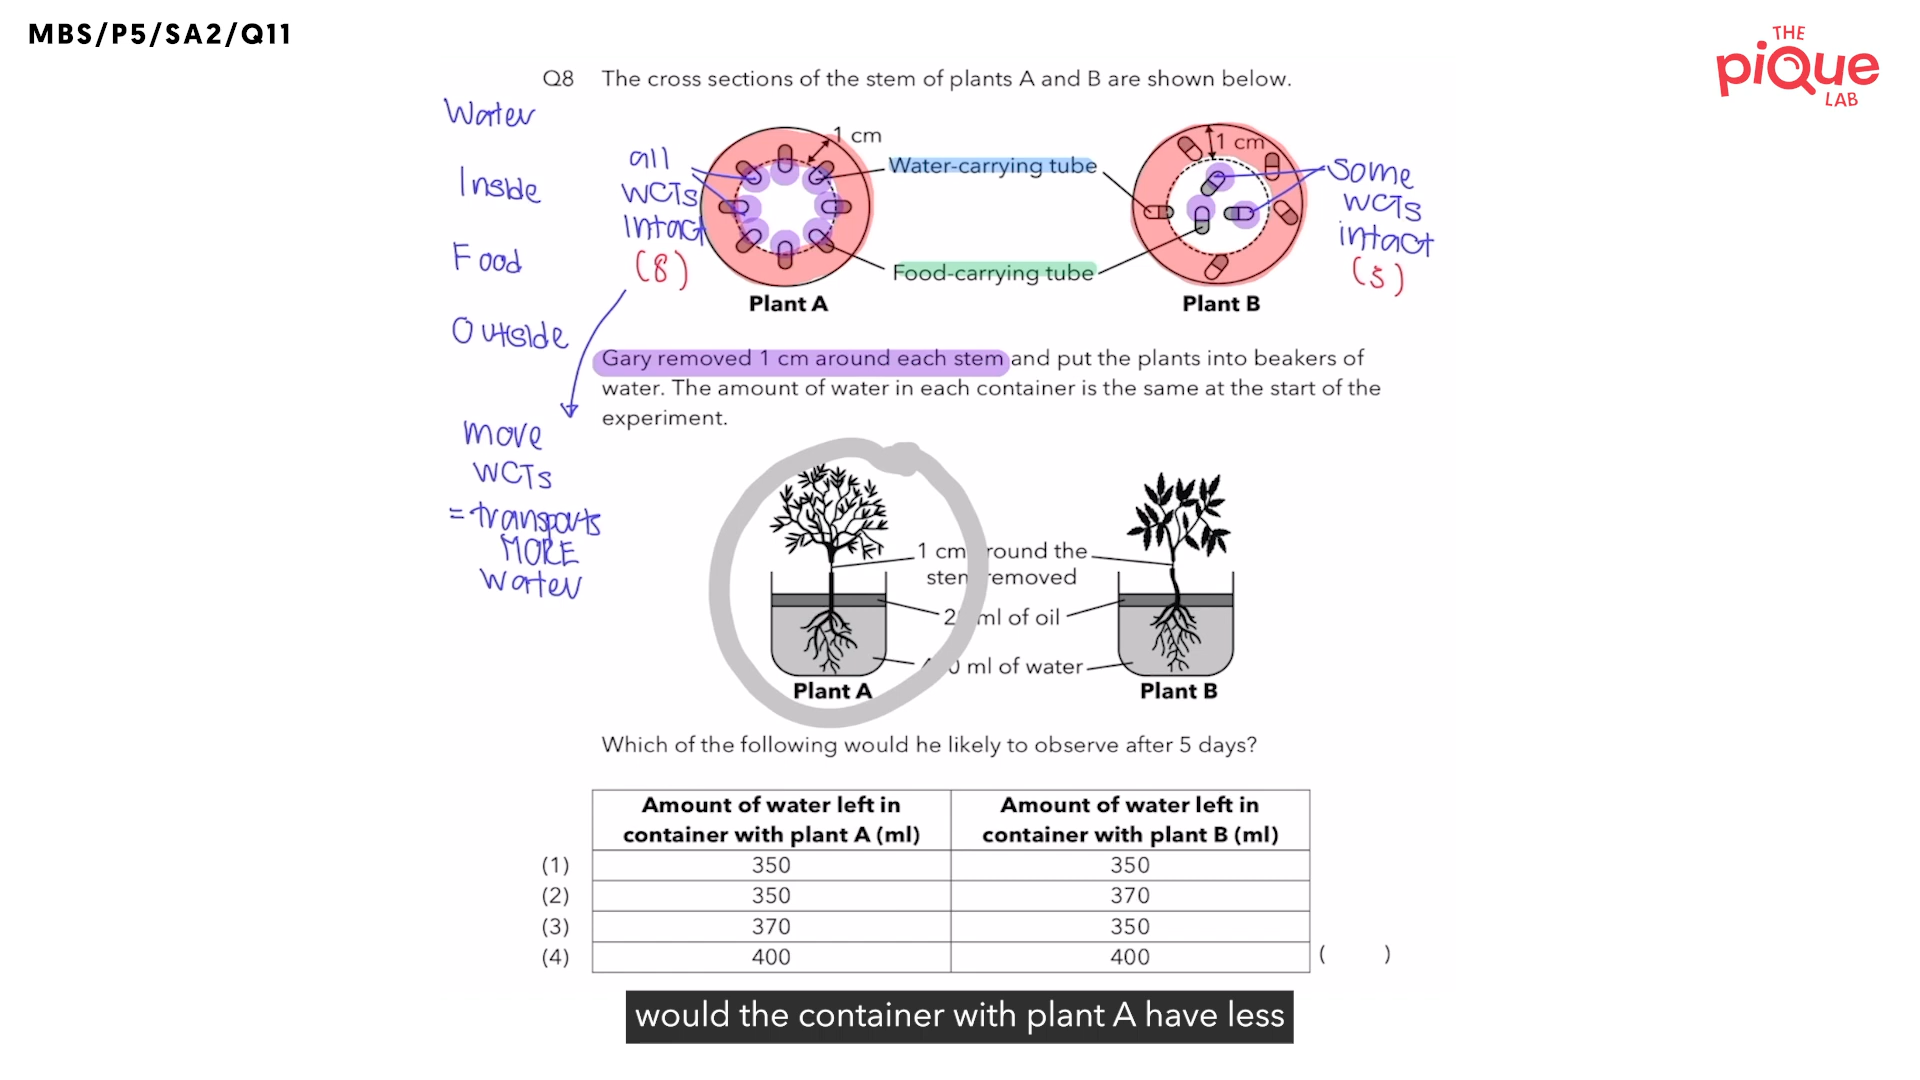 MBS/P5/SA2/Q11
THE
piQue
LAB
Q8 The cross sections of the stem of plants A and B are shown below.
Water
Inside
Food
Outside
all
WCTs
Intact
(8)
1 cm
Water-carrying tube
Food-carrying tube
1 cm
some
WCTs
intact
(3)
Plant A
Plant B
Gary removed 1 cm around each stem and put the plants into beakers of
water. The amount of water in each container is the same at the start of the
experiment.
move
WCTs
= transports
MORE
water
1 cm round the
stem removed
ml of oil
ml of water
Plant A
Plant B
Which of the following would he likely to observe after 5 days?
Amount of water left in
container with plant A (ml)
Amount of water left in
container with plant B (ml)
(1) 350 350
(2) 350 370
(3) 370 350
(4) 400 400 ( )
would the container with plant A have less